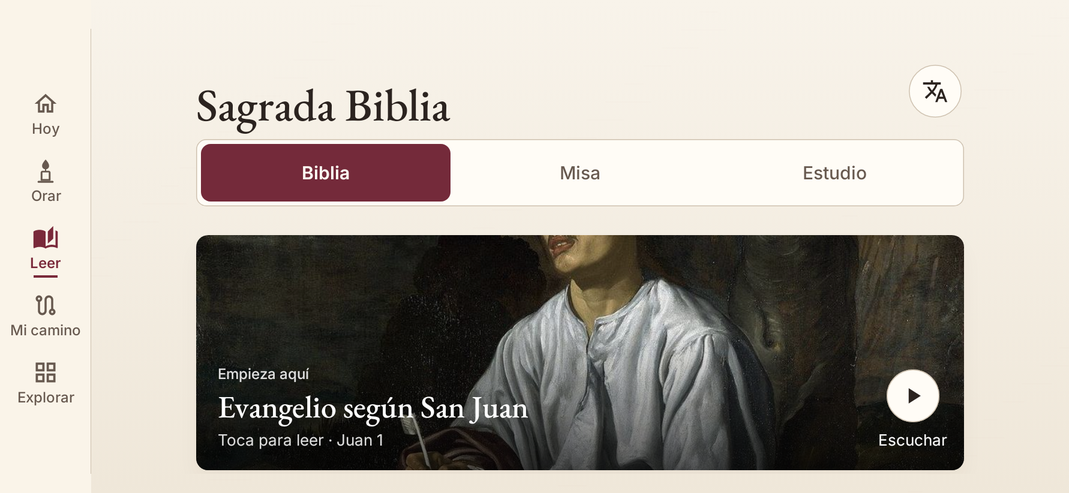 Hoy
Orar
Leer
Mi camino
Explorar
Sagrada Biblia
Biblia
Misa
Estudio
Empieza aquí
Evangelio según San Juan
Toca para leer · Juan 1
Escuchar